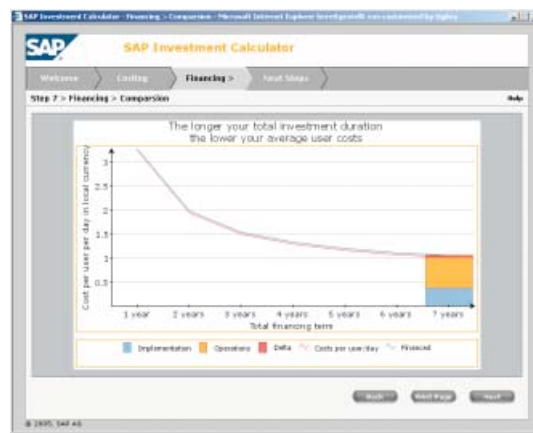 SAP Investment Calculator - Financing > Comparsion - Microsoft Internet Explorer
SAP
SAP Investment Calculator
Welcome
Costing
Financing >
Next Steps
Step 7 > Financing > Comparsion
Help
The longer your total investment duration
the lower your average user costs
Cost per user per day in local currency
3
2.5
2
1.5
1
0.5
0
1 year 2 years 3 years 4 years 5 years 6 years 7 years
Total financing term
Implementation Operations Delta Costs per user/day Financed
Back Print Page Next
© 2005, SAP AG